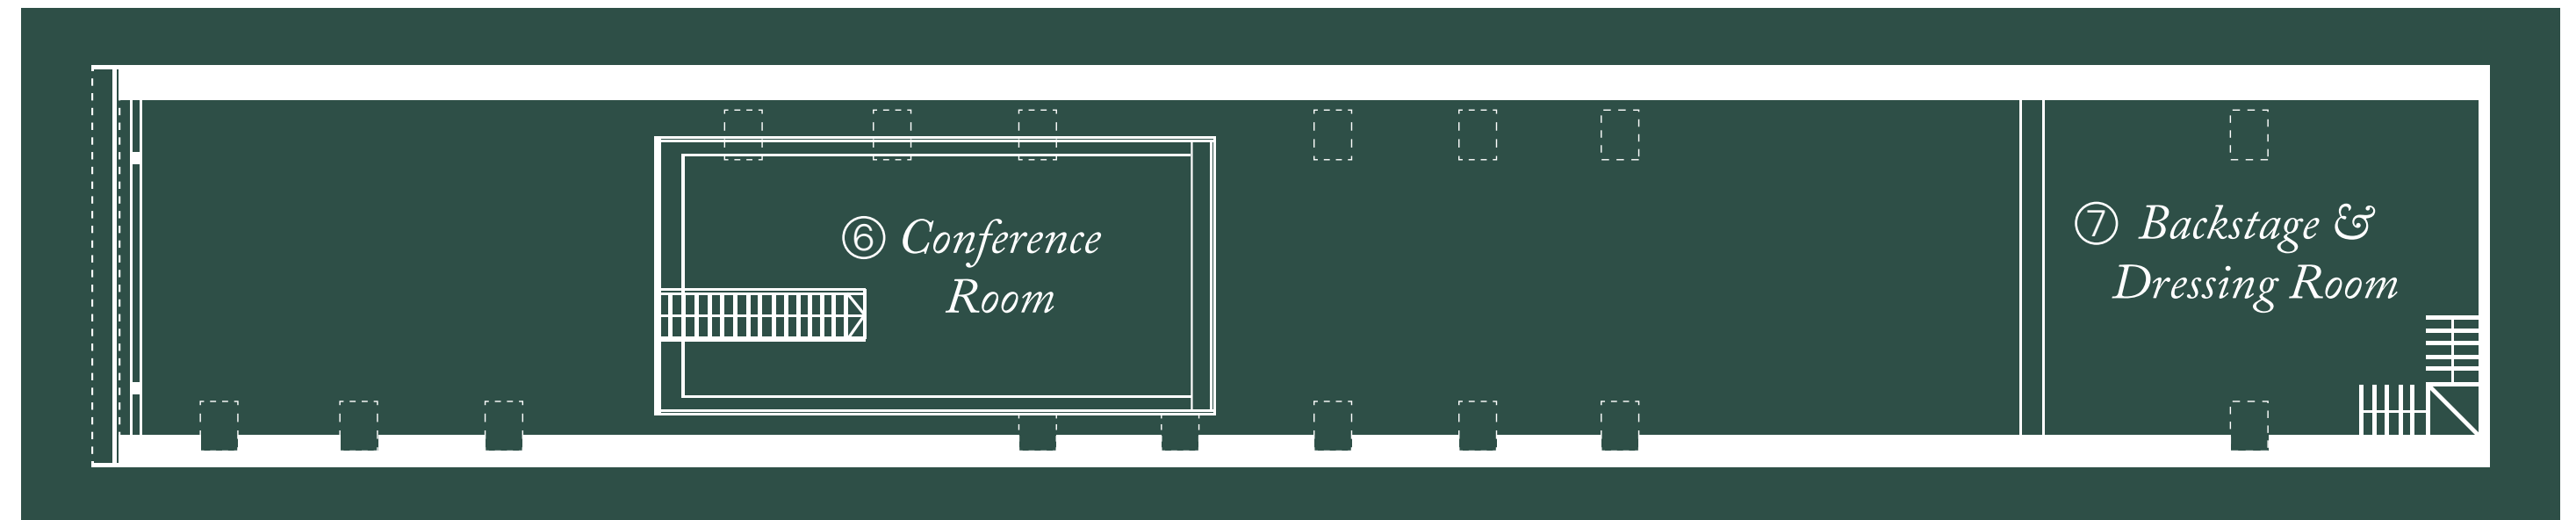 ⑥ Conference
Room
⑦ Backstage &
Dressing Room